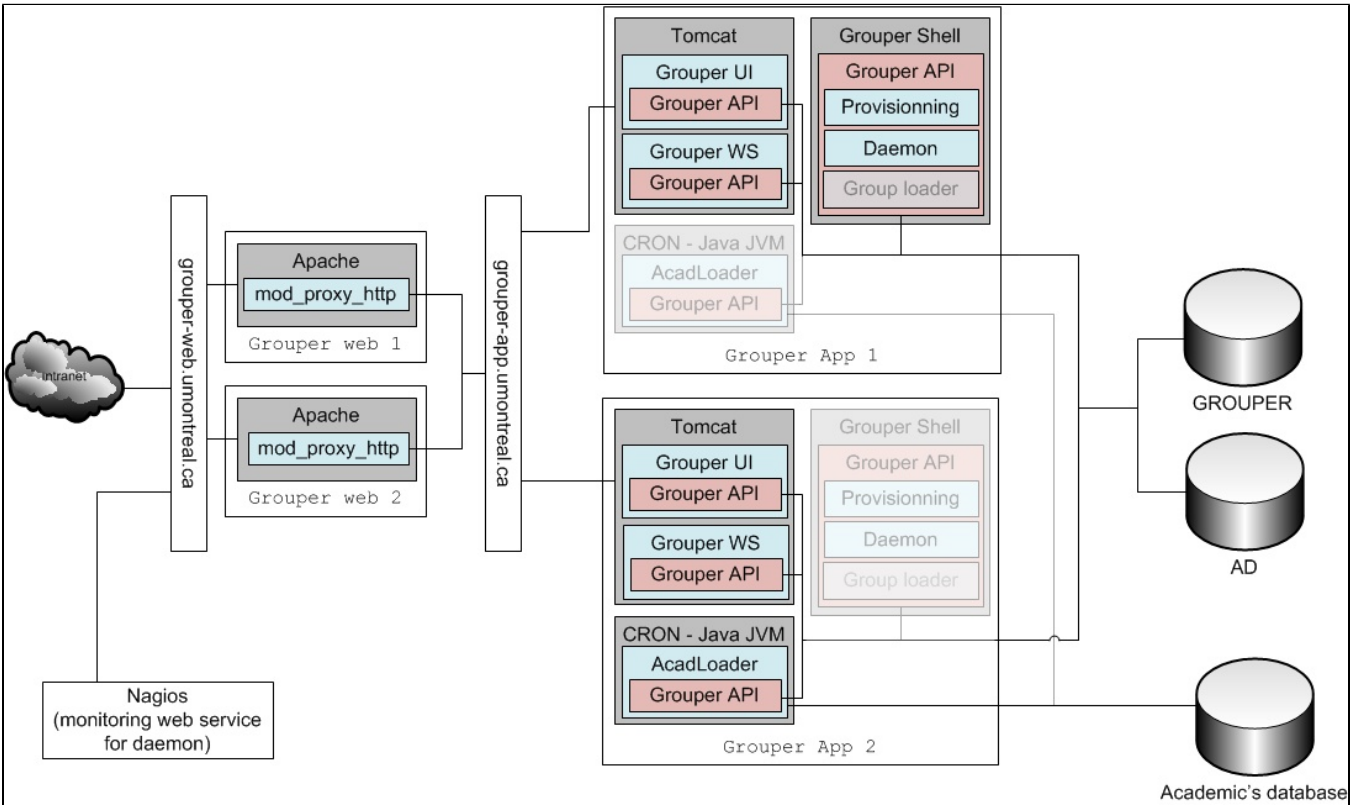 intranet
grouper-web.umontreal.ca
Apache
mod_proxy_http
Grouper web 1
Apache
mod_proxy_http
Grouper web 2
Nagios
(monitoring web service
for daemon)
grouper-app.umontreal.ca
Tomcat
Grouper UI
Grouper API
Grouper WS
Grouper API
CRON - Java JVM
AcadLoader
Grouper API
Grouper Shell
Grouper API
Provisionning
Daemon
Group loader
Grouper App 1
Tomcat
Grouper UI
Grouper API
Grouper WS
Grouper API
CRON - Java JVM
AcadLoader
Grouper API
Grouper Shell
Grouper API
Provisionning
Daemon
Group loader
Grouper App 2
GROUPER
AD
Academic's database